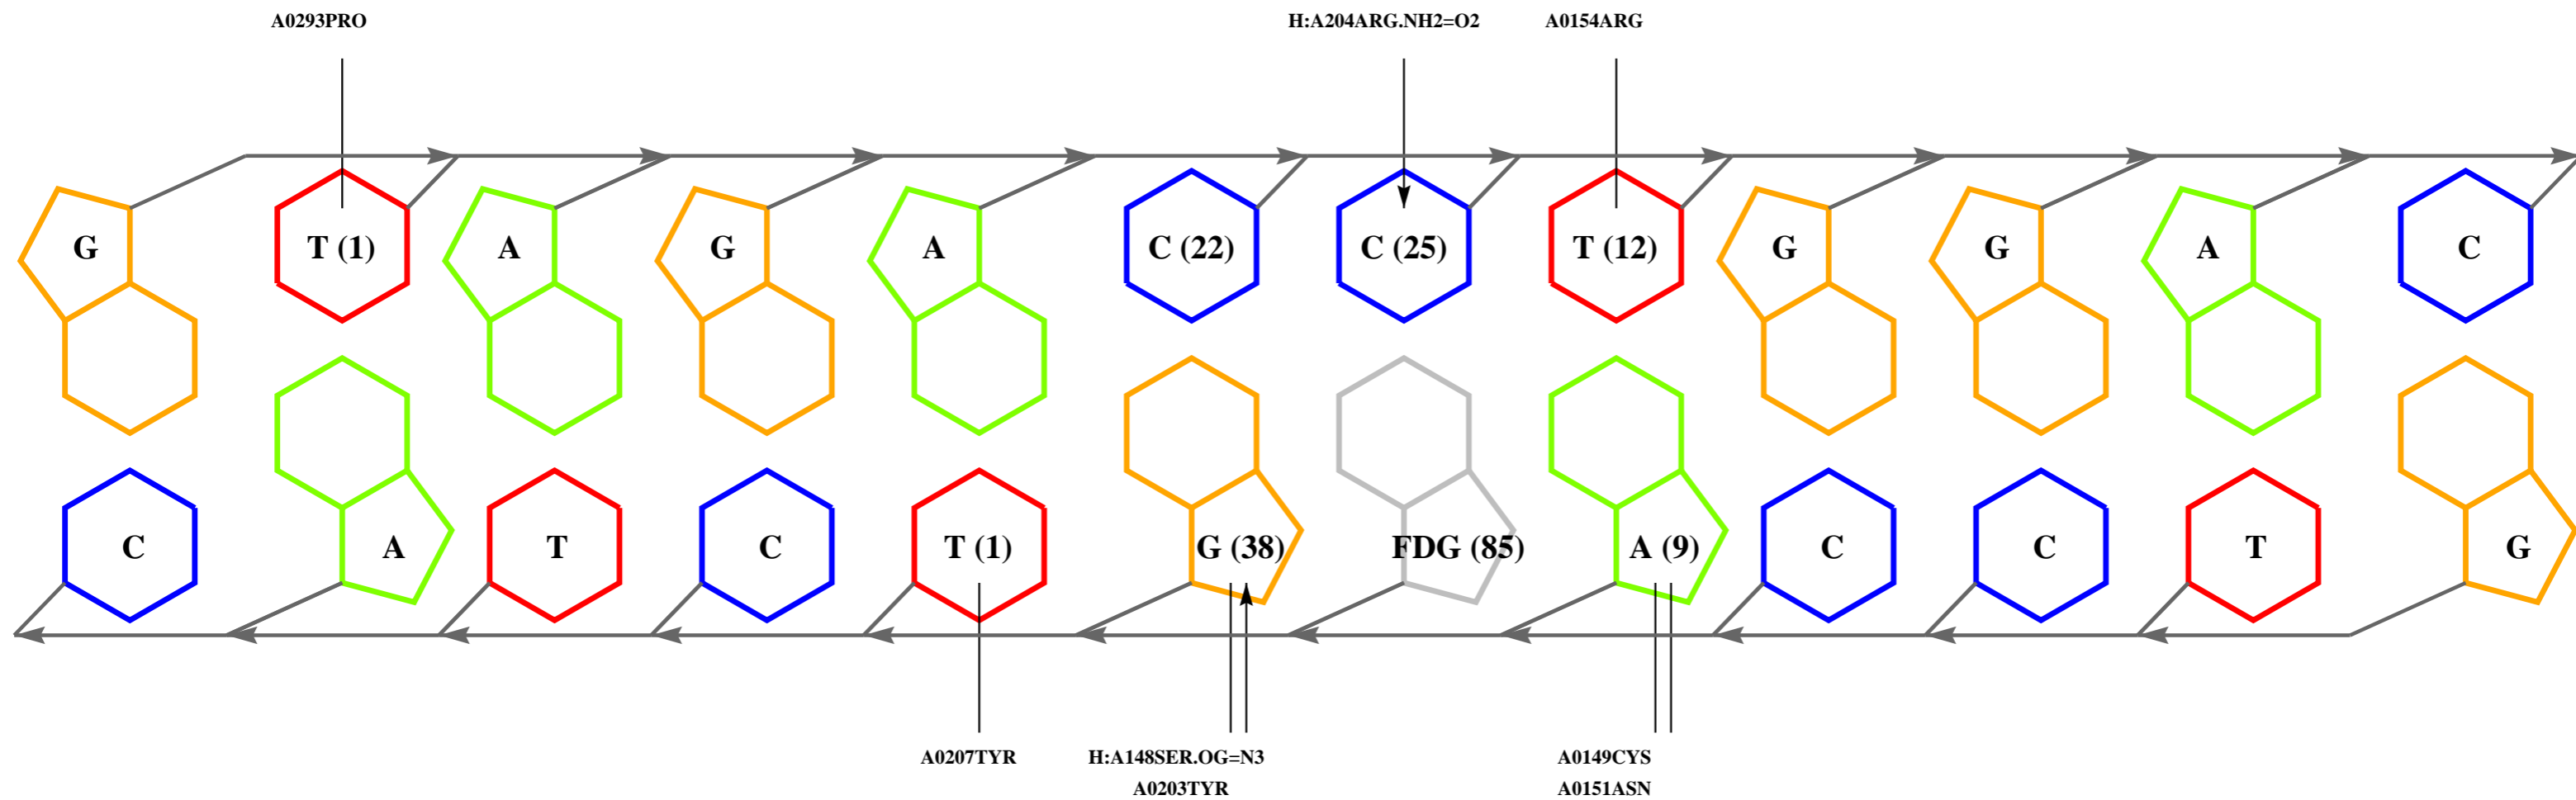 A0293PRO H:A204ARG.NH2=O2 A0154ARG
G T (1) A G A C (22) C (25) T (12) G G A C
C A T C T (1) G (38) FDG (85) A (9) C C T G
A0207TYR H:A148SER.OG=N3 A0149CYS
A0203TYR A0151ASN